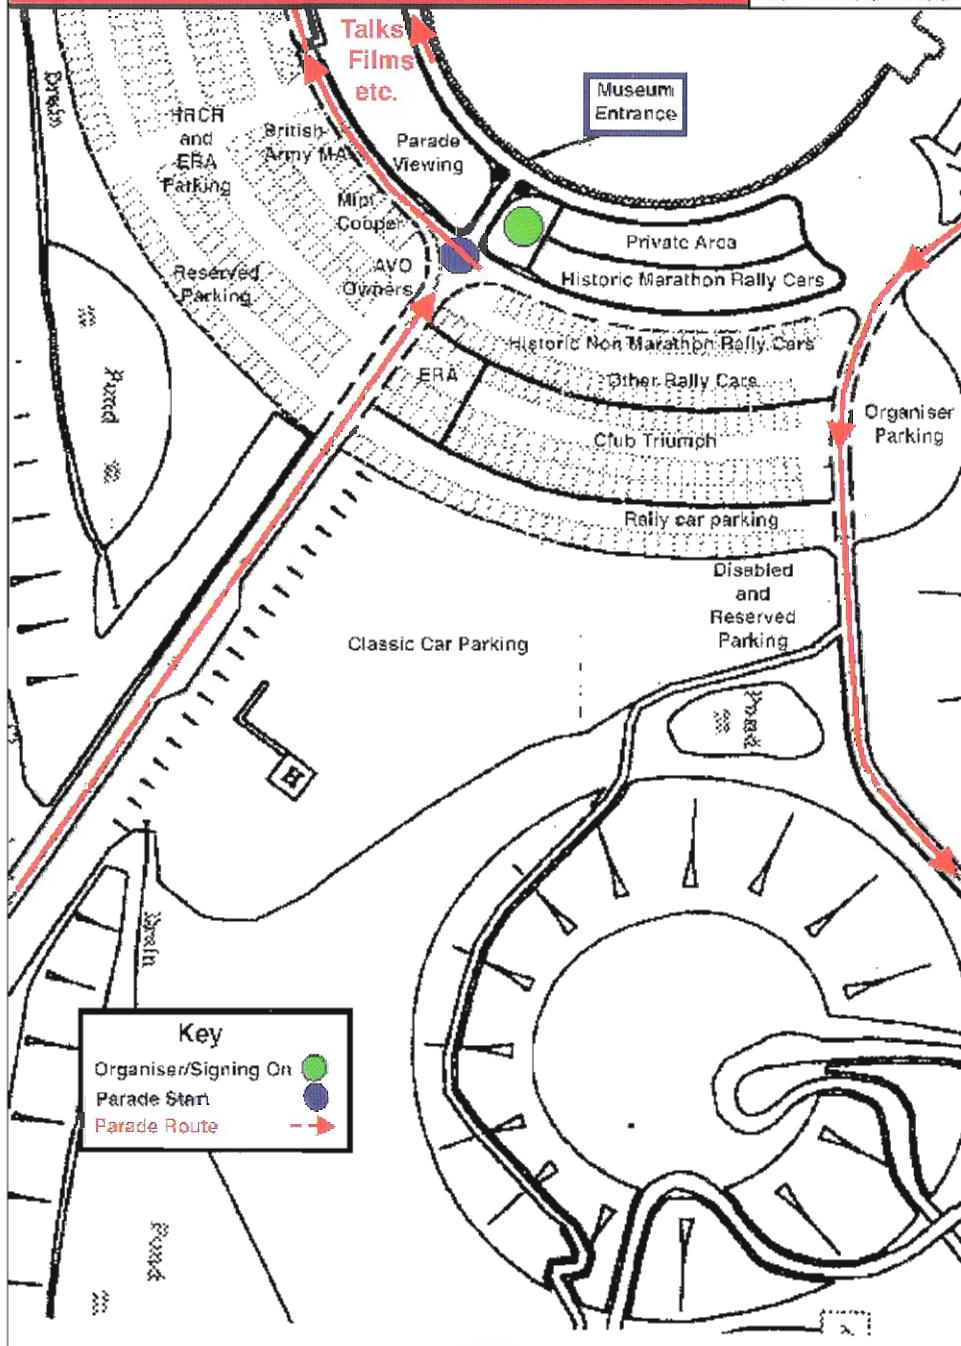 Talks
Films
etc.
Museum
Entrance
Drain
HRCR
and
ERA
Parking
British
Army MA
Parade
Viewing
Mini
Cooper
Private Area
AVO
Owners
Reserved
Parking
Historic Marathon Rally Cars
Historic Non Marathon Rally Cars
ERA
Other Rally Cars
Organiser
Parking
Pond
Club Triumph
Rally car parking
Disabled
and
Reserved
Parking
Classic Car Parking
Pond
H
Drain
Key
Organiser/Signing On
Parade Start
Parade Route
Pond